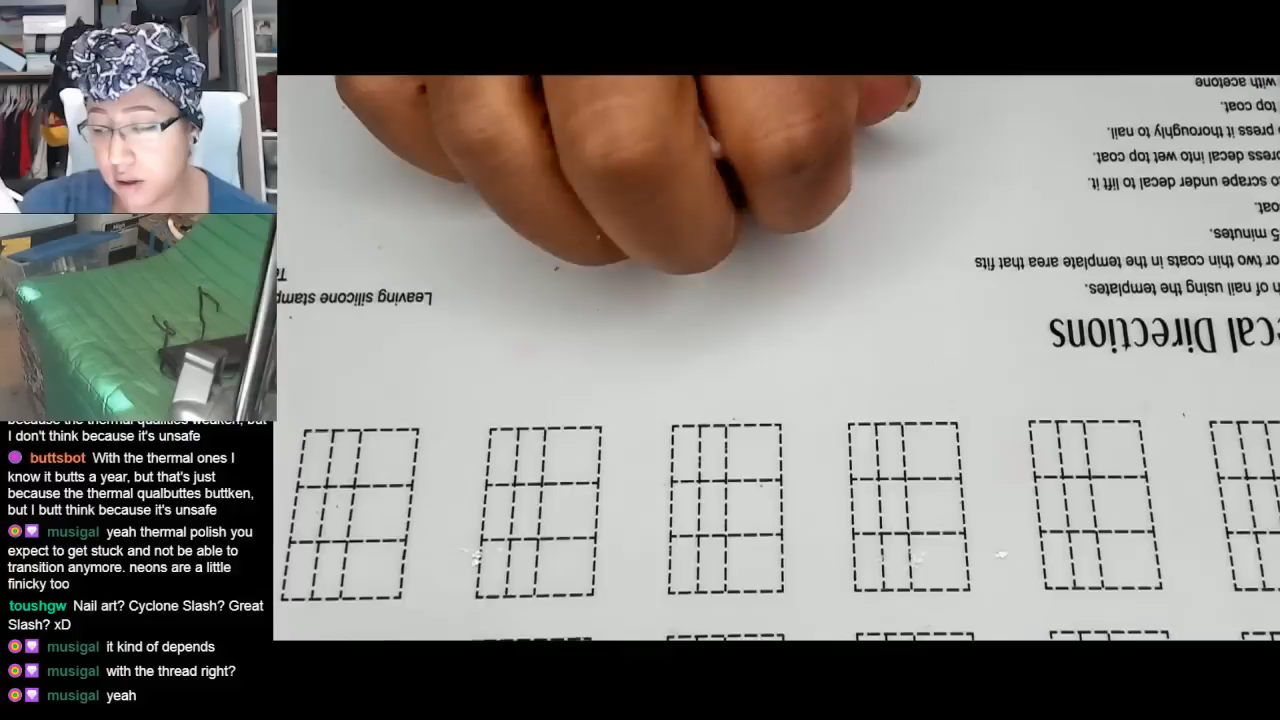 because the thermal qualities weaken, but
I don't think because it's unsafe
buttsbot With the thermal ones I
know it butts a year, but that's just
because the thermal qualbuttes buttken,
but I butt think because it's unsafe
musigal yeah thermal polish you
expect to get stuck and not be able to
transition anymore. neons are a little
finicky too
toushgw Nail art? Cyclone Slash? Great
Slash? xD
musigal it kind of depends
musigal with the thread right?
musigal yeah
Directions
n of nail using the templates.
or two thin coats in the template area that fits
5 minutes.
to scrape under decal to lift it.
press decal into wet top coat.
press it thoroughly to nail.
top coat.
with acetone
Leaving silicone stamp